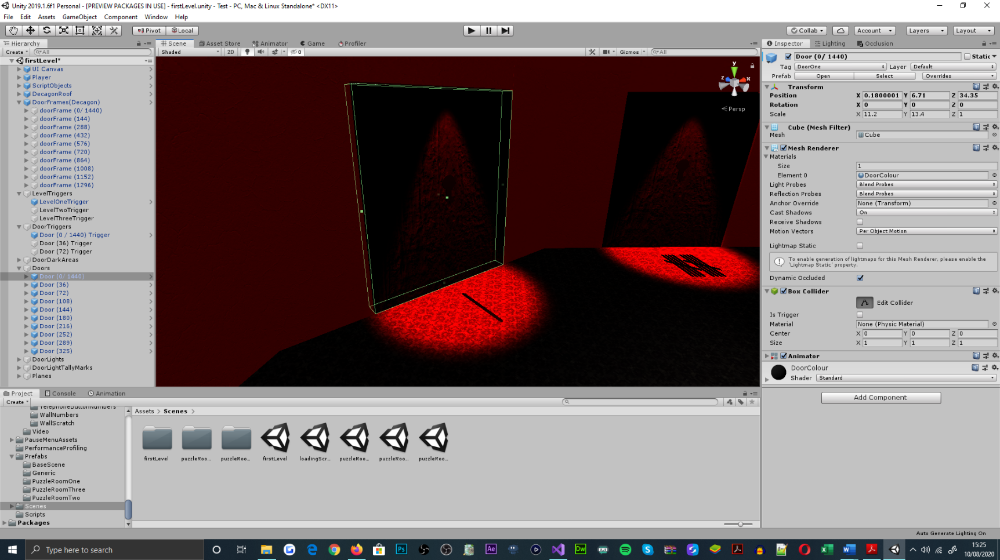 Unity 2019.1.6f1 Personal - [PREVIEW PACKAGES IN USE] - firstLevel.unity - Test - PC, Mac & Linux Standalone* <DX11>
File Edit Assets GameObject Component Window Help
Pivot Local Collab Account Layers Layout
Hierarchy
Create All
firstLevel*
UI Canvas
Player
ScriptObjects
DecagonRoof
DoorFrames(Decagon)
doorFrame (0/ 1440)
doorFrame (144)
doorFrame (288)
doorFrame (432)
doorFrame (576)
doorFrame (720)
doorFrame (864)
doorFrame (1008)
doorFrame (1152)
doorFrame (1296)
LevelTriggers
LevelOneTrigger
LevelTwoTrigger
LevelThreeTrigger
DoorTriggers
Door (0 / 1440) Trigger
Door (36) Trigger
Door (72) Trigger
DoorDarkAreas
Doors
Door (0/ 1440)
Door (36)
Door (72)
Door (108)
Door (144)
Door (180)
Door (216)
Door (252)
Door (289)
Door (325)
DoorLights
DoorLightTallyMarks
Planes
Scene Asset Store Animator Game Profiler
Shaded 2D 0 Gizmos All
y
z x
Persp
Inspector Lighting Occlusion
Door (0/ 1440) Static
Tag DoorOne Layer Default
Prefab Open Select Overrides
Transform
Position X 0.1800001 Y 6.71 Z 34.35
Rotation X 0 Y 0 Z 0
Scale X 11.2 Y 13.4 Z 1
Cube (Mesh Filter)
Mesh Cube
Mesh Renderer
Materials
Size 1
Element 0 DoorColour
Light Probes Blend Probes
Reflection Probes Blend Probes
Anchor Override None (Transform)
Cast Shadows On
Receive Shadows
Motion Vectors Per Object Motion
Lightmap Static
To enable generation of lightmaps for this Mesh Renderer, please enable the
'Lightmap Static' property.
Dynamic Occluded
Box Collider
Edit Collider
Is Trigger
Material None (Physic Material)
Center X 0 Y 0 Z 0
Size X 1 Y 1 Z 1
Animator
DoorColour
Shader Standard
Add Component
Project Console Animation
Create
TelephoneButtonNumbers
WallNumbers
WallScratch
Video
PauseMenuAssets
PerformanceProfiling
Prefabs
BaseScene
Generic
PuzzleRoomOne
PuzzleRoomThree
PuzzleRoomTwo
Scenes
Scripts
Packages
Assets > Scenes >
firstLevel puzzleRoo... puzzleRoo... firstLevel loadingScr... puzzleRoo... puzzleRoo... puzzleRoo...
Auto Generate Lighting On
Type here to search
Ps Ae Dw
15:25
10/08/2020